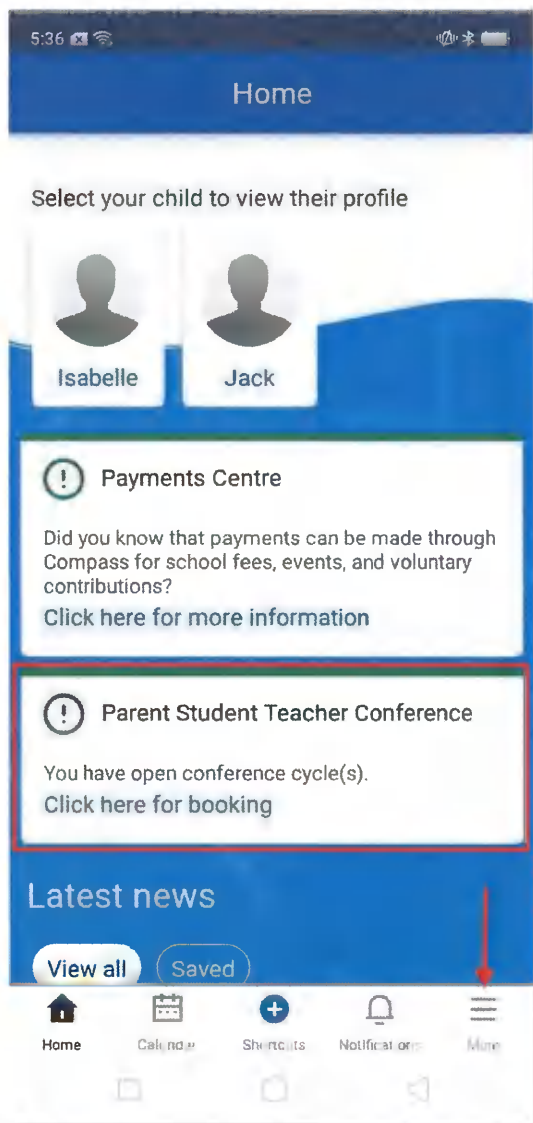 5:36
Home
Select your child to view their profile
Isabelle
Jack
Payments Centre
Did you know that payments can be made through
Compass for school fees, events, and voluntary
contributions?
Click here for more information
Parent Student Teacher Conference
You have open conference cycle(s).
Click here for booking
Latest news
View all
Saved
Home
Calendar
Shortcuts
Notifications
More